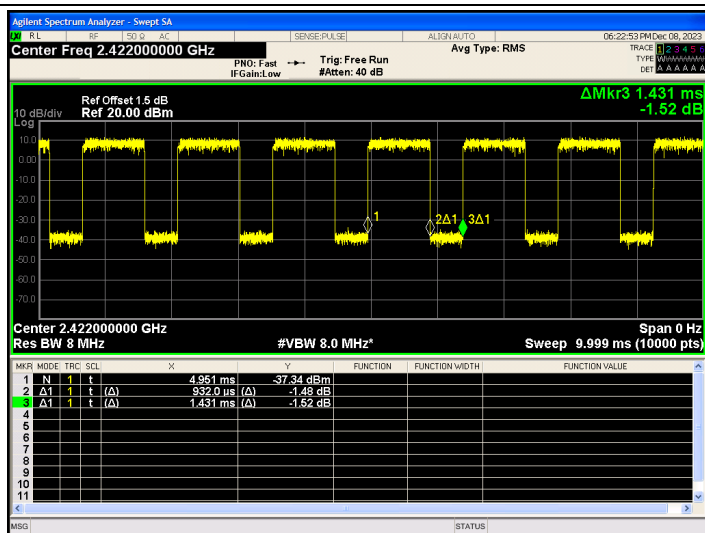 Agilent Spectrum Analyzer - Swept SA
RL RF 50 Ω AC SENSE:PULSE ALIGN AUTO 06:22:53 PM Dec 08, 2023
Center Freq 2.422000000 GHz
PNO: Fast
IFGain:Low
Trig: Free Run
#Atten: 40 dB
Avg Type: RMS
TRACE 1 2 3 4 5 6
TYPE
DET A A A A A A
10 dB/div
Log
Ref Offset 1.5 dB
Ref 20.00 dBm
ΔMkr3 1.431 ms
-1.52 dB
10.0
0.00
-10.0
-20.0
-30.0
-40.0
-50.0
-60.0
-70.0
1
2Δ1
3Δ1
Center 2.422000000 GHz Span 0 Hz
Res BW 8 MHz #VBW 8.0 MHz* Sweep 9.999 ms (10000 pts)
MKR MODE TRC SCL X Y FUNCTION FUNCTION WIDTH FUNCTION VALUE
1 N 1 t 4.951 ms -37.34 dBm
2 Δ1 1 t (Δ) 932.0 µs (Δ) -1.48 dB
3 Δ1 1 t (Δ) 1.431 ms (Δ) -1.52 dB
4
5
6
7
8
9
10
11
MSG STATUS